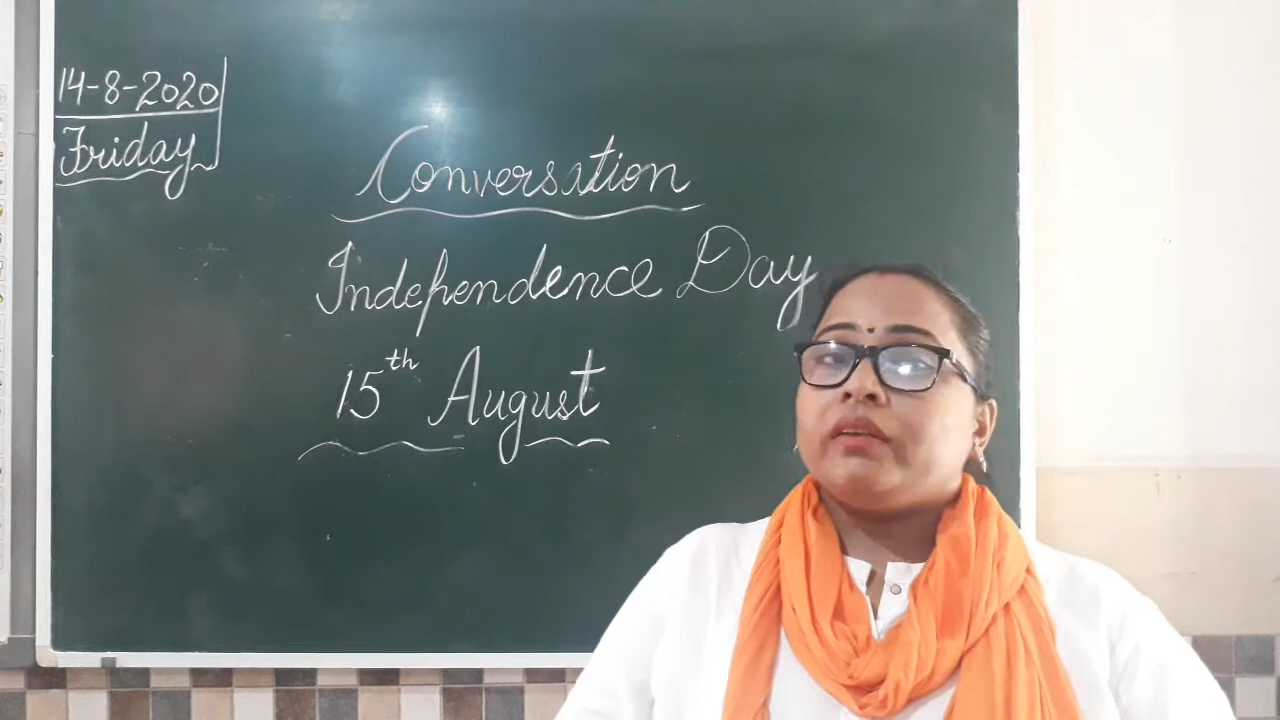 14-8-2020
Friday
Conversation
Independence Day
15th August